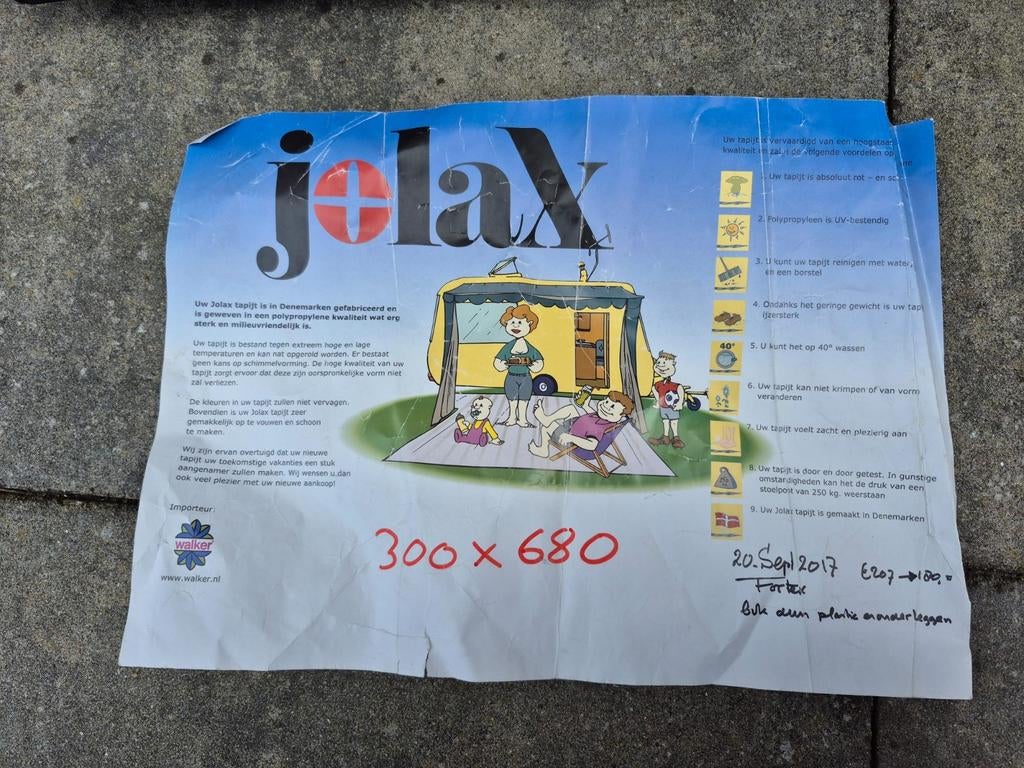 jolax
Uw Jolax tapijt is in Denemarken gefabriceerd en
is geweven in een polypropylene kwaliteit wat erg
sterk en milieuvriendelijk is.
Uw tapijt is bestand tegen extreem hoge en lage
temperaturen en kan nat opgerold worden. Er bestaat
geen kans op schimmelvorming. De hoge kwaliteit van uw
tapijt zorgt ervoor dat deze zijn oorspronkelijke vorm niet
zal verliezen.
De kleuren in uw tapijt zullen niet vervagen.
Bovendien is uw Jolax tapijt zeer
gemakkelijk op te vouwen en schoon
te maken.
Wij zijn ervan overtuigd dat uw nieuwe
tapijt uw toekomstige vakanties een stuk
aangenamer zullen maken. Wij wensen u dan
ook veel plezier met uw nieuwe aankoop!
Importeur:
walker
www.walker.nl
300 x 680
Uw tapijt is vervaardigd van een hoogstaa
kwaliteit en zal u de volgende voordelen op
1. Uw tapijt is absoluut rot – en sc
2. Polypropyleen is UV-bestendig
3. U kunt uw tapijt reinigen met water,
en een borstel
4. Ondanks het geringe gewicht is uw tap
ijzersterk
40°
5. U kunt het op 40° wassen
6. Uw tapijt kan niet krimpen of van vorm
veranderen
7. Uw tapijt voelt zacht en plezierig aan
8. Uw tapijt is door en door getest. In gunstige
omstandigheden kan het de druk van een
stoelpoot van 250 kg. weerstaan
9. Uw Jolax tapijt is gemaakt in Denemarken
20 Sept 2017 €207 → 180,=
plastic eronder leggen